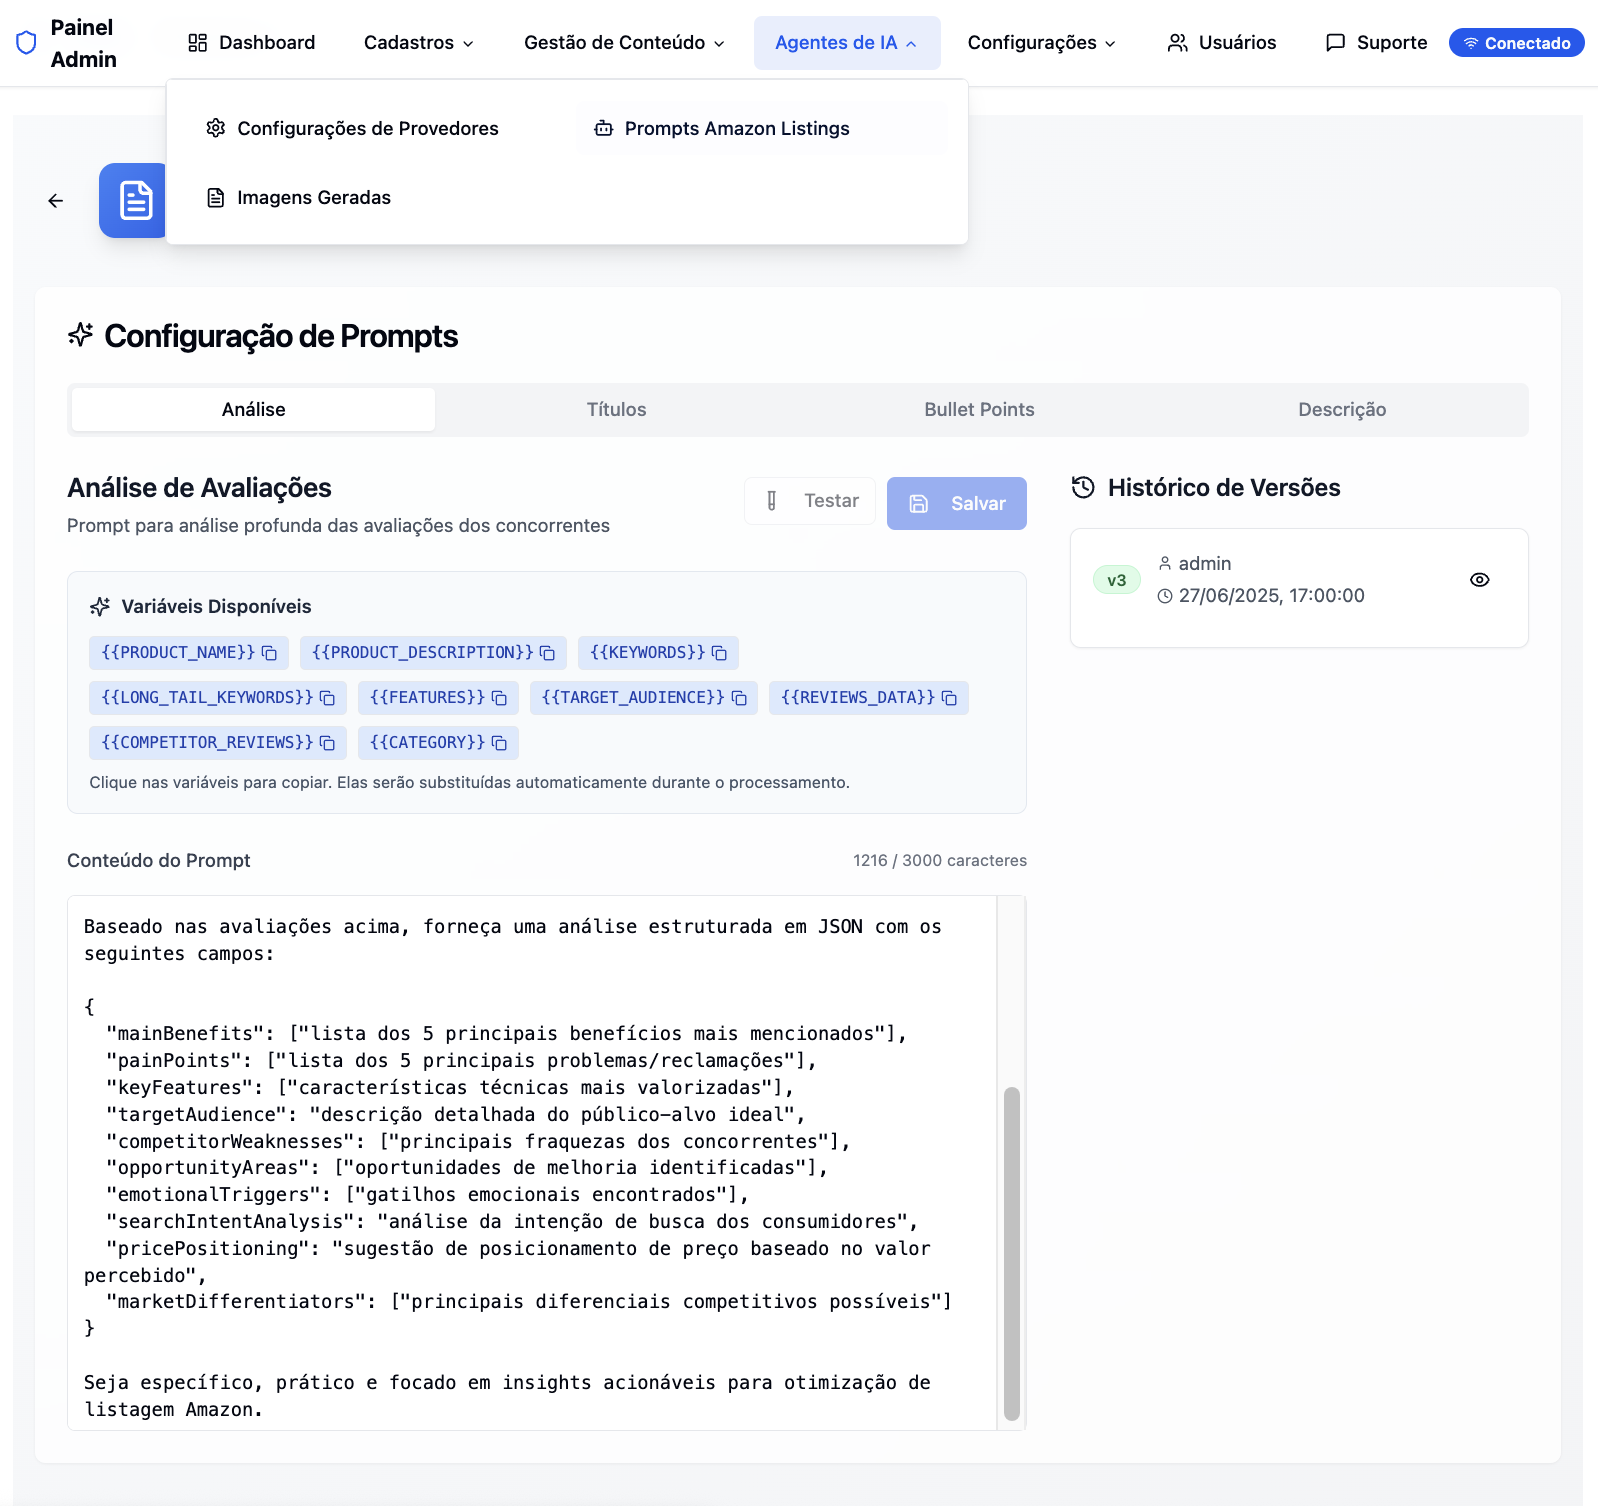 Painel
Admin
Dashboard
Cadastros
Gestão de Conteúdo
Agentes de IA
Configurações
Usuários
Suporte
Conectado
Configurações de Provedores
Prompts Amazon Listings
Imagens Geradas
Configuração de Prompts
Análise
Títulos
Bullet Points
Descrição
Análise de Avaliações
Prompt para análise profunda das avaliações dos concorrentes
Testar
Salvar
Variáveis Disponíveis
{{PRODUCT_NAME}}
{{PRODUCT_DESCRIPTION}}
{{KEYWORDS}}
{{LONG_TAIL_KEYWORDS}}
{{FEATURES}}
{{TARGET_AUDIENCE}}
{{REVIEWS_DATA}}
{{COMPETITOR_REVIEWS}}
{{CATEGORY}}
Clique nas variáveis para copiar. Elas serão substituídas automaticamente durante o processamento.
Conteúdo do Prompt
1216 / 3000 caracteres
Baseado nas avaliações acima, forneça uma análise estruturada em JSON com os
seguintes campos:
{
"mainBenefits": ["lista dos 5 principais benefícios mais mencionados"],
"painPoints": ["lista dos 5 principais problemas/reclamações"],
"keyFeatures": ["características técnicas mais valorizadas"],
"targetAudience": "descrição detalhada do público-alvo ideal",
"competitorWeaknesses": ["principais fraquezas dos concorrentes"],
"opportunityAreas": ["oportunidades de melhoria identificadas"],
"emotionalTriggers": ["gatilhos emocionais encontrados"],
"searchIntentAnalysis": "análise da intenção de busca dos consumidores",
"pricePositioning": "sugestão de posicionamento de preço baseado no valor
percebido",
"marketDifferentiators": ["principais diferenciais competitivos possíveis"]
}
Seja específico, prático e focado em insights acionáveis para otimização de
listagem Amazon.
Histórico de Versões
v3
admin
27/06/2025, 17:00:00